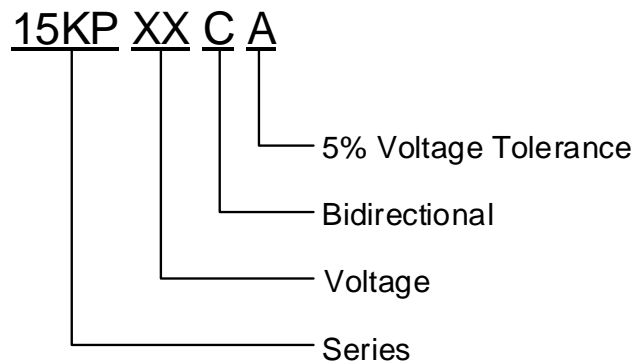 15KP XX C A
5% Voltage Tolerance
Bidirectional
Voltage
Series